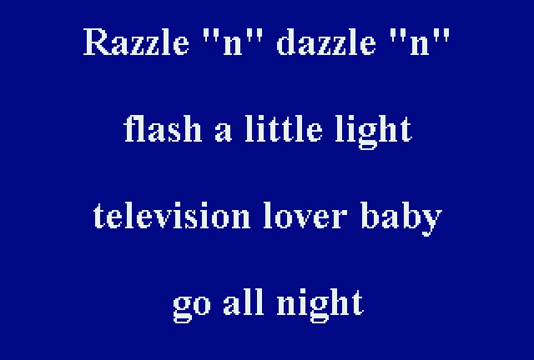 Razzle "n" dazzle "n"
flash a little light
television lover baby
go all night